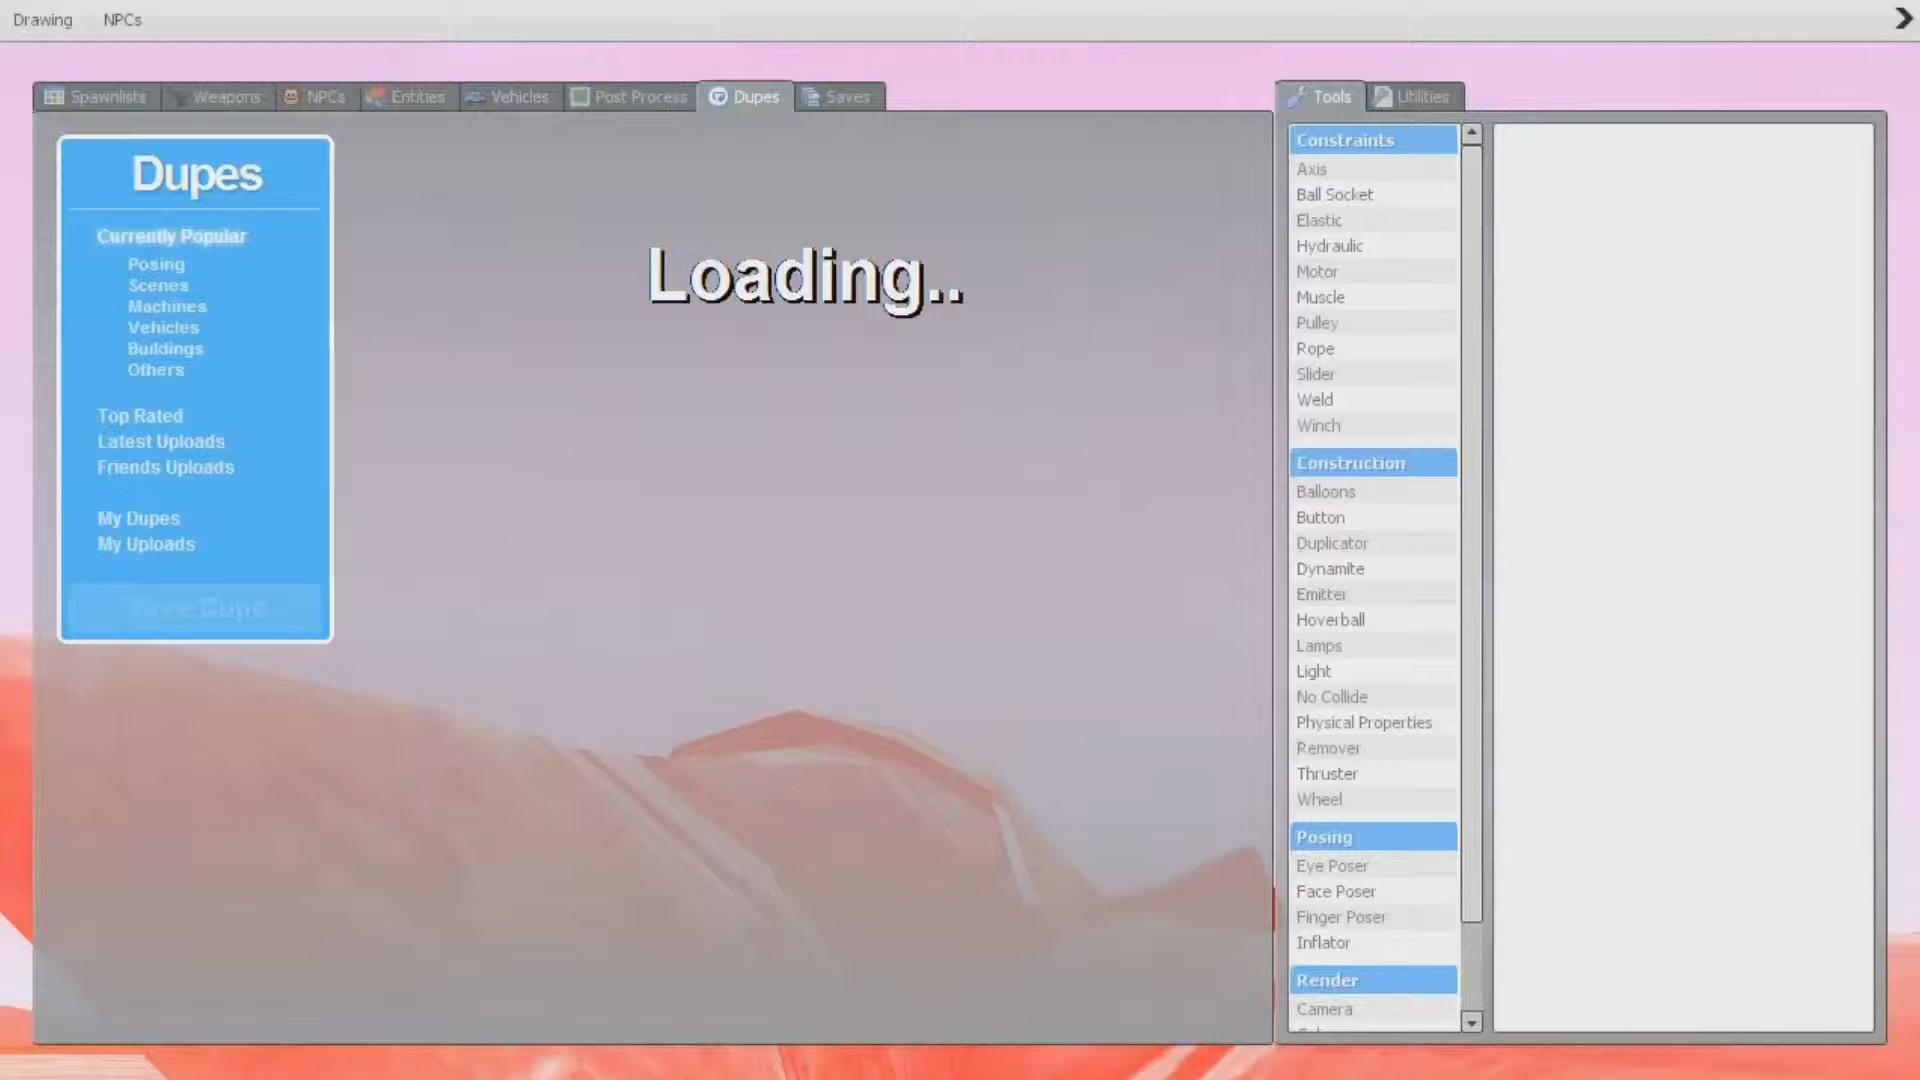 Drawing NPCs
Spawnlists Weapons NPCs Entities Vehicles Post Process Dupes Saves
Tools Utilities
Dupes
Currently Popular
Posing
Scenes
Machines
Vehicles
Buildings
Others
Top Rated
Latest Uploads
Friends Uploads
My Dupes
My Uploads
Save Dupe
Loading..
Constraints
Axis
Ball Socket
Elastic
Hydraulic
Motor
Muscle
Pulley
Rope
Slider
Weld
Winch
Construction
Balloons
Button
Duplicator
Dynamite
Emitter
Hoverball
Lamps
Light
No Collide
Physical Properties
Remover
Thruster
Wheel
Posing
Eye Poser
Face Poser
Finger Poser
Inflator
Render
Camera